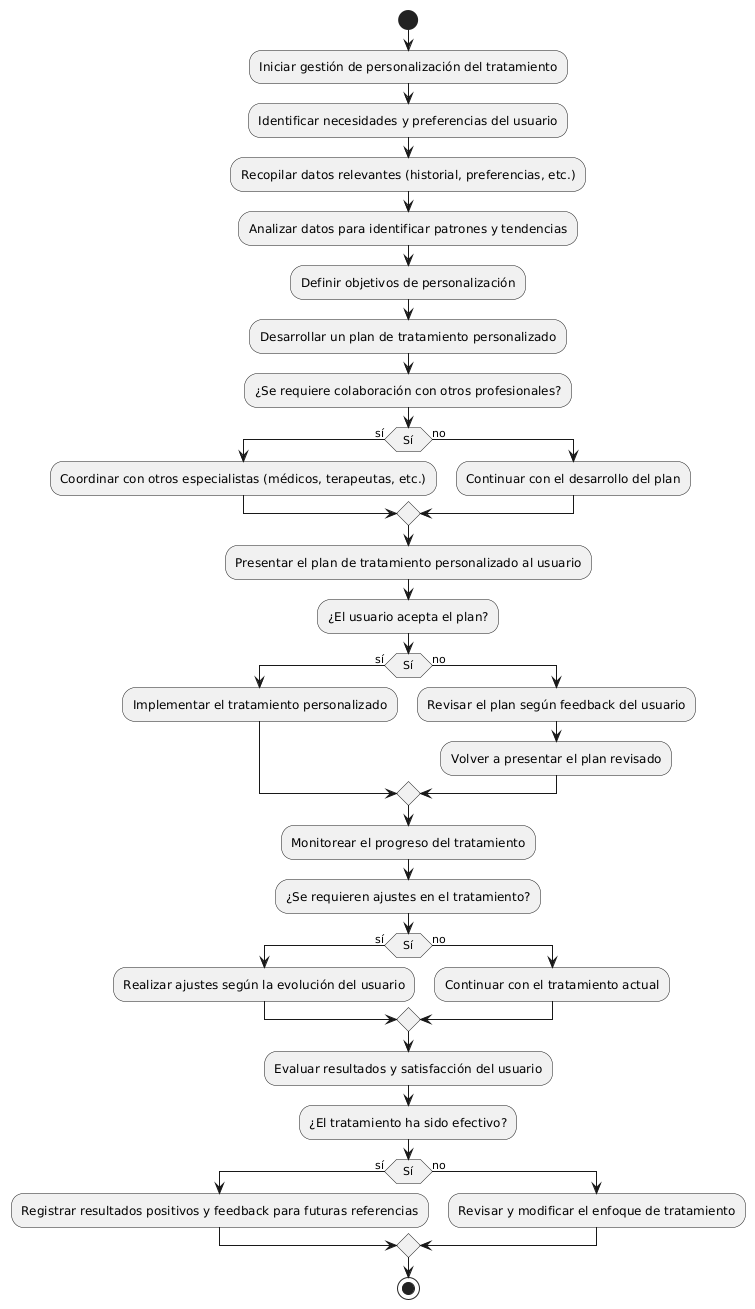 Iniciar gestión de personalización del tratamiento
Identificar necesidades y preferencias del usuario
Recopilar datos relevantes (historial, preferencias, etc.)
Analizar datos para identificar patrones y tendencias
Definir objetivos de personalización
Desarrollar un plan de tratamiento personalizado
¿Se requiere colaboración con otros profesionales?
sí
Sí
no
Coordinar con otros especialistas (médicos, terapeutas, etc.)
Continuar con el desarrollo del plan
Presentar el plan de tratamiento personalizado al usuario
¿El usuario acepta el plan?
sí
Sí
no
Implementar el tratamiento personalizado
Revisar el plan según feedback del usuario
Volver a presentar el plan revisado
Monitorear el progreso del tratamiento
¿Se requieren ajustes en el tratamiento?
sí
Sí
no
Realizar ajustes según la evolución del usuario
Continuar con el tratamiento actual
Evaluar resultados y satisfacción del usuario
¿El tratamiento ha sido efectivo?
sí
Sí
no
Registrar resultados positivos y feedback para futuras referencias
Revisar y modificar el enfoque de tratamiento